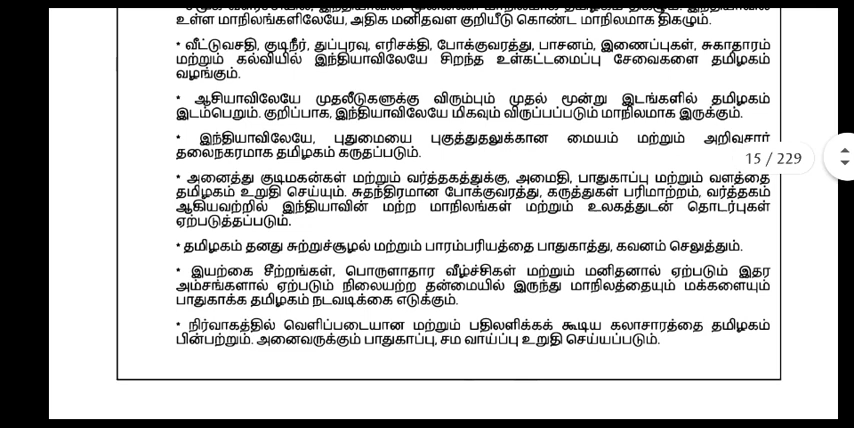 உள்ள மாநிலங்களிலேயே, அதிக மனிதவள குறியீடு கொண்ட மாநிலமாக திகழும்.
* வீட்டுவசதி, குடிநீர், துப்புரவு, எரிசக்தி, போக்குவரத்து, பாசனம், இணைப்புகள், சுகாதாரம்
மற்றும் கல்வியில் இந்தியாவிலேயே சிறந்த உள்கட்டமைப்பு சேவைகளை தமிழகம்
வழங்கும்.
* ஆசியாவிலேயே முதலீடுகளுக்கு விரும்பும் முதல் மூன்று இடங்களில் தமிழகம்
இடம்பெறும். குறிப்பாக, இந்தியாவிலேயே மிகவும் விருப்பப்படும் மாநிலமாக இருக்கும்.
* இந்தியாவிலேயே, புதுமையை புகுத்துதலுக்கான மையம் மற்றும் அறிவுசார்
தலைநகரமாக தமிழகம் கருதப்படும்.
15 / 229
* அனைத்து குடிமகன்கள் மற்றும் வர்த்தகத்துக்கு, அமைதி, பாதுகாப்பு மற்றும் வளத்தை
தமிழகம் உறுதி செய்யும். சுதந்திரமான போக்குவரத்து, கருத்துகள் பரிமாற்றம், வர்த்தகம்
ஆகியவற்றில் இந்தியாவின் மற்ற மாநிலங்கள் மற்றும் உலகத்துடன் தொடர்புகள்
ஏற்படுத்தப்படும்.
* தமிழகம் தனது சுற்றுச்சூழல் மற்றும் பாரம்பரியத்தை பாதுகாத்து, கவனம் செலுத்தும்.
* இயற்கை சீற்றங்கள், பொருளாதார வீழ்ச்சிகள் மற்றும் மனிதனால் ஏற்படும் இதர
அம்சங்களால் ஏற்படும் நிலையற்ற தன்மையில் இருந்து மாநிலத்தையும் மக்களையும்
பாதுகாக்க தமிழகம் நடவடிக்கை எடுக்கும்.
* நிர்வாகத்தில் வெளிப்படையான மற்றும் பதிலளிக்கக் கூடிய கலாசாரத்தை தமிழகம்
பின்பற்றும். அனைவருக்கும் பாதுகாப்பு, சம வாய்ப்பு உறுதி செய்யப்படும்.